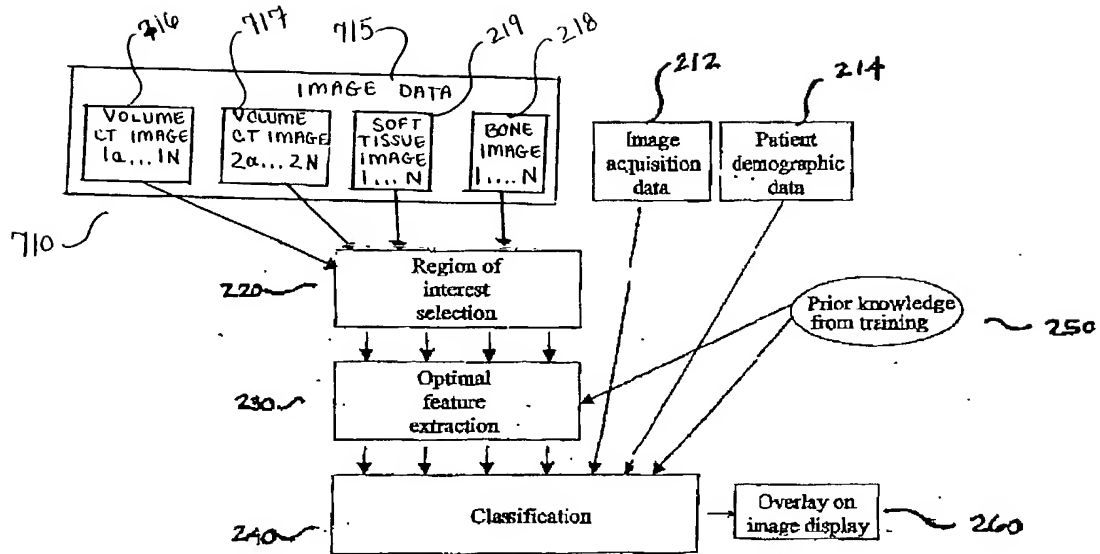 716
717
715
219
218
212
214
IMAGE DATA
VOLUME
CT IMAGE
1a...1N
VOLUME
CT IMAGE
2a...2N
SOFT
TISSUE
IMAGE
1...N
BONE
IMAGE
1....N
Image
acquisition
data
Patient
demographic
data
710
220
Region of
interest
selection
Prior knowledge
from training
250
230
Optimal
feature
extraction
240
Classification
Overlay on
image display
260